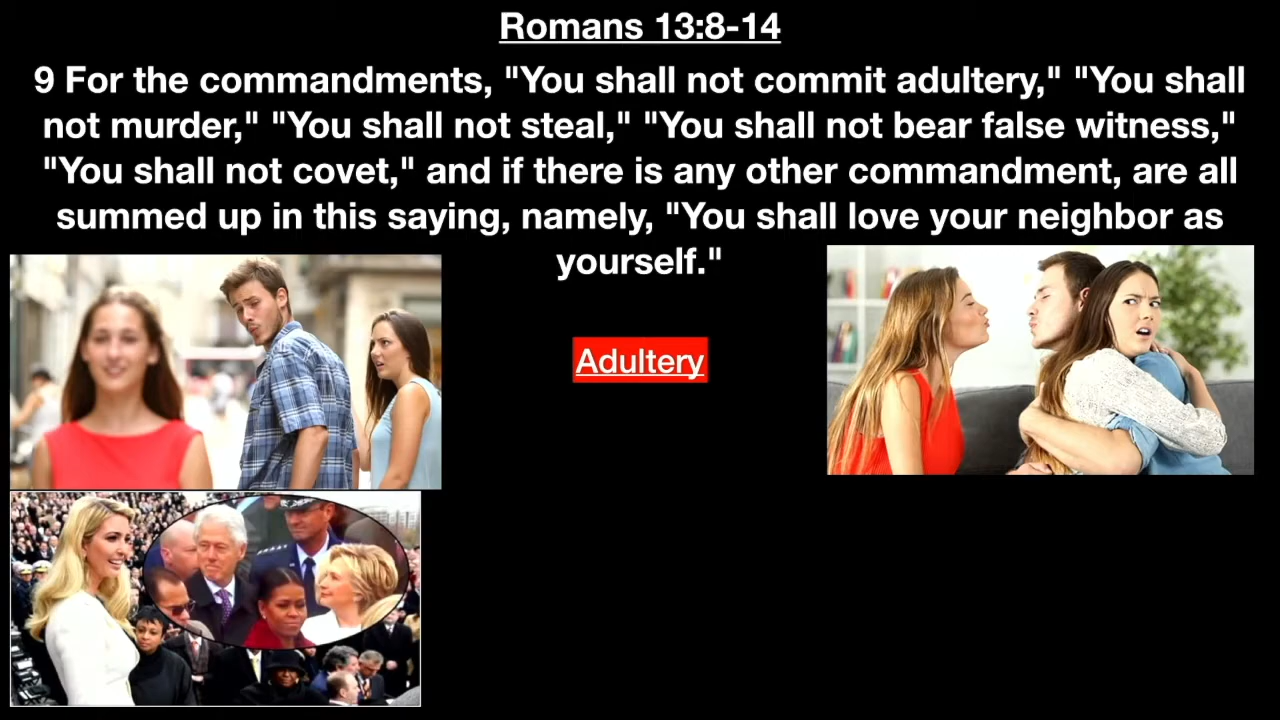 Romans 13:8-14
9 For the commandments, "You shall not commit adultery," "You shall
not murder," "You shall not steal," "You shall not bear false witness,"
"You shall not covet," and if there is any other commandment, are all
summed up in this saying, namely, "You shall love your neighbor as
yourself."
Adultery